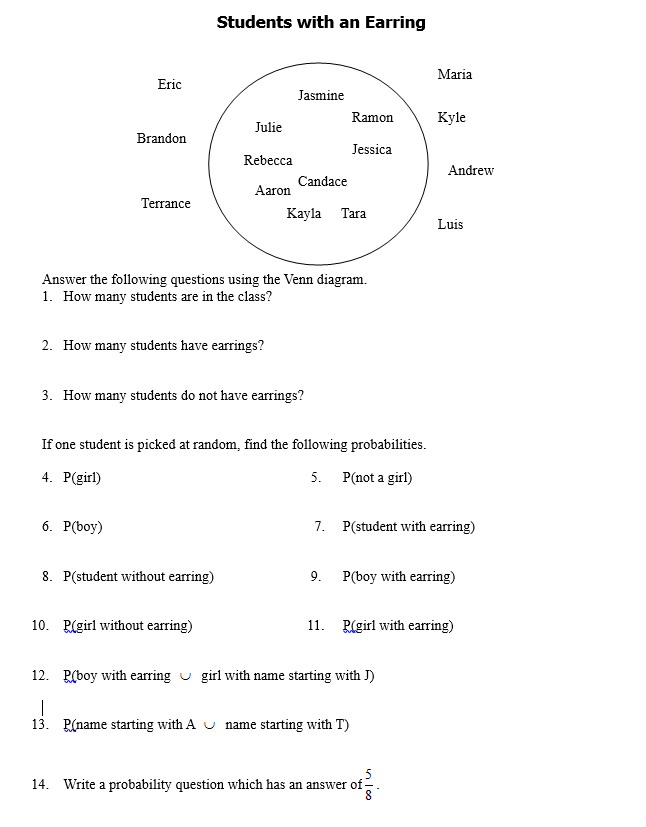 Students with an Earring
Eric
Maria
Jasmine
Ramon
Kyle
Julie
Brandon
Jessica
Rebecca
Andrew
Candace
Aaron
Terrance
Kayla Tara
Luis
Answer the following questions using the Venn diagram.
1. How many students are in the class?
2. How many students have earrings?
3. How many students do not have earrings?
If one student is picked at random, find the following probabilities.
4. P(girl) 5. P(not a girl)
6. P(boy) 7. P(student with earring)
8. P(student without earring) 9. P(boy with earring)
10. P(girl without earring) 11. P(girl with earring)
12. P(boy with earring ∪ girl with name starting with J)
13. P(name starting with A ∪ name starting with T)
14. Write a probability question which has an answer of 5/8.